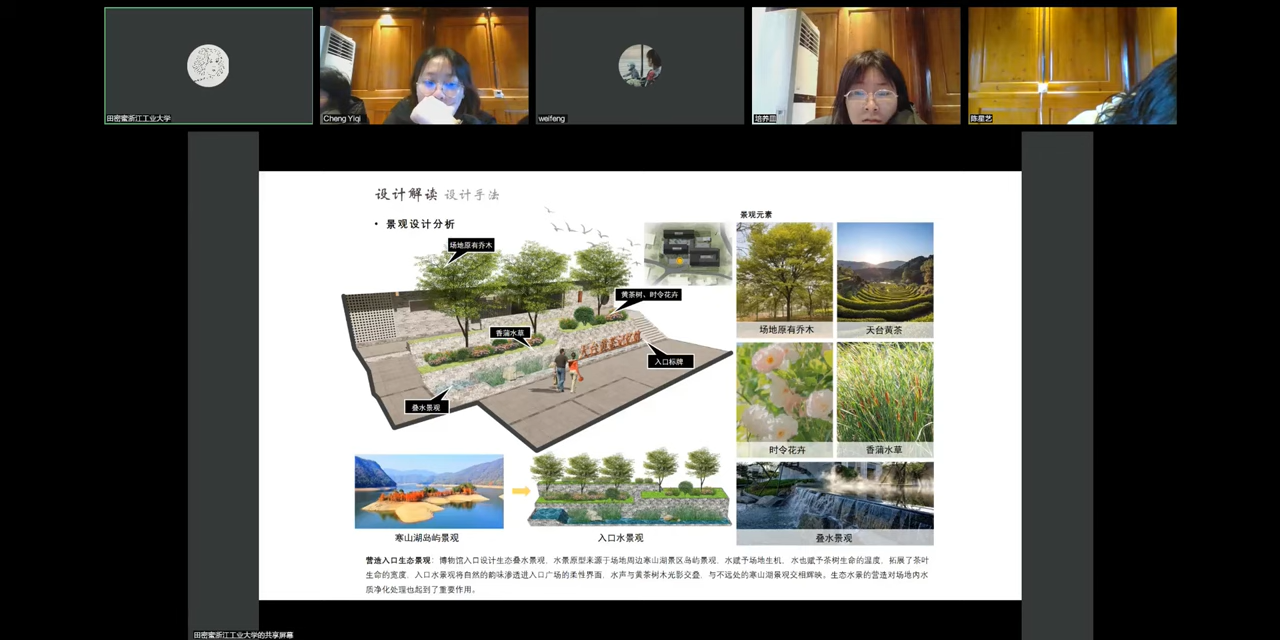 田密蜜浙江工业大学
Cheng Yiqi
weifeng
培养皿
陈星艺
设计解读 设计手法
• 景观设计分析
场地原有乔木
黄茶树、时令花卉
香蒲水草
入口标牌
叠水景观
寒山湖岛屿景观
入口水景观
景观元素
场地原有乔木
天台黄茶
时令花卉
香蒲水草
叠水景观
营造入口生态景观：博物馆入口设计生态叠水景观，水景原型来源于场地周边寒山湖景区岛屿景观，水赋予场地生机，水也赋予茶树生命的温度，拓展了茶叶
生命的宽度，入口水景观将自然的韵味渗透进入口广场的柔性界面，水声与黄茶树木光影交叠，与不远处的寒山湖景观交相辉映。生态水景的营造对场地内水
质净化处理也起到了重要作用。
田密蜜浙江工业大学的共享屏幕